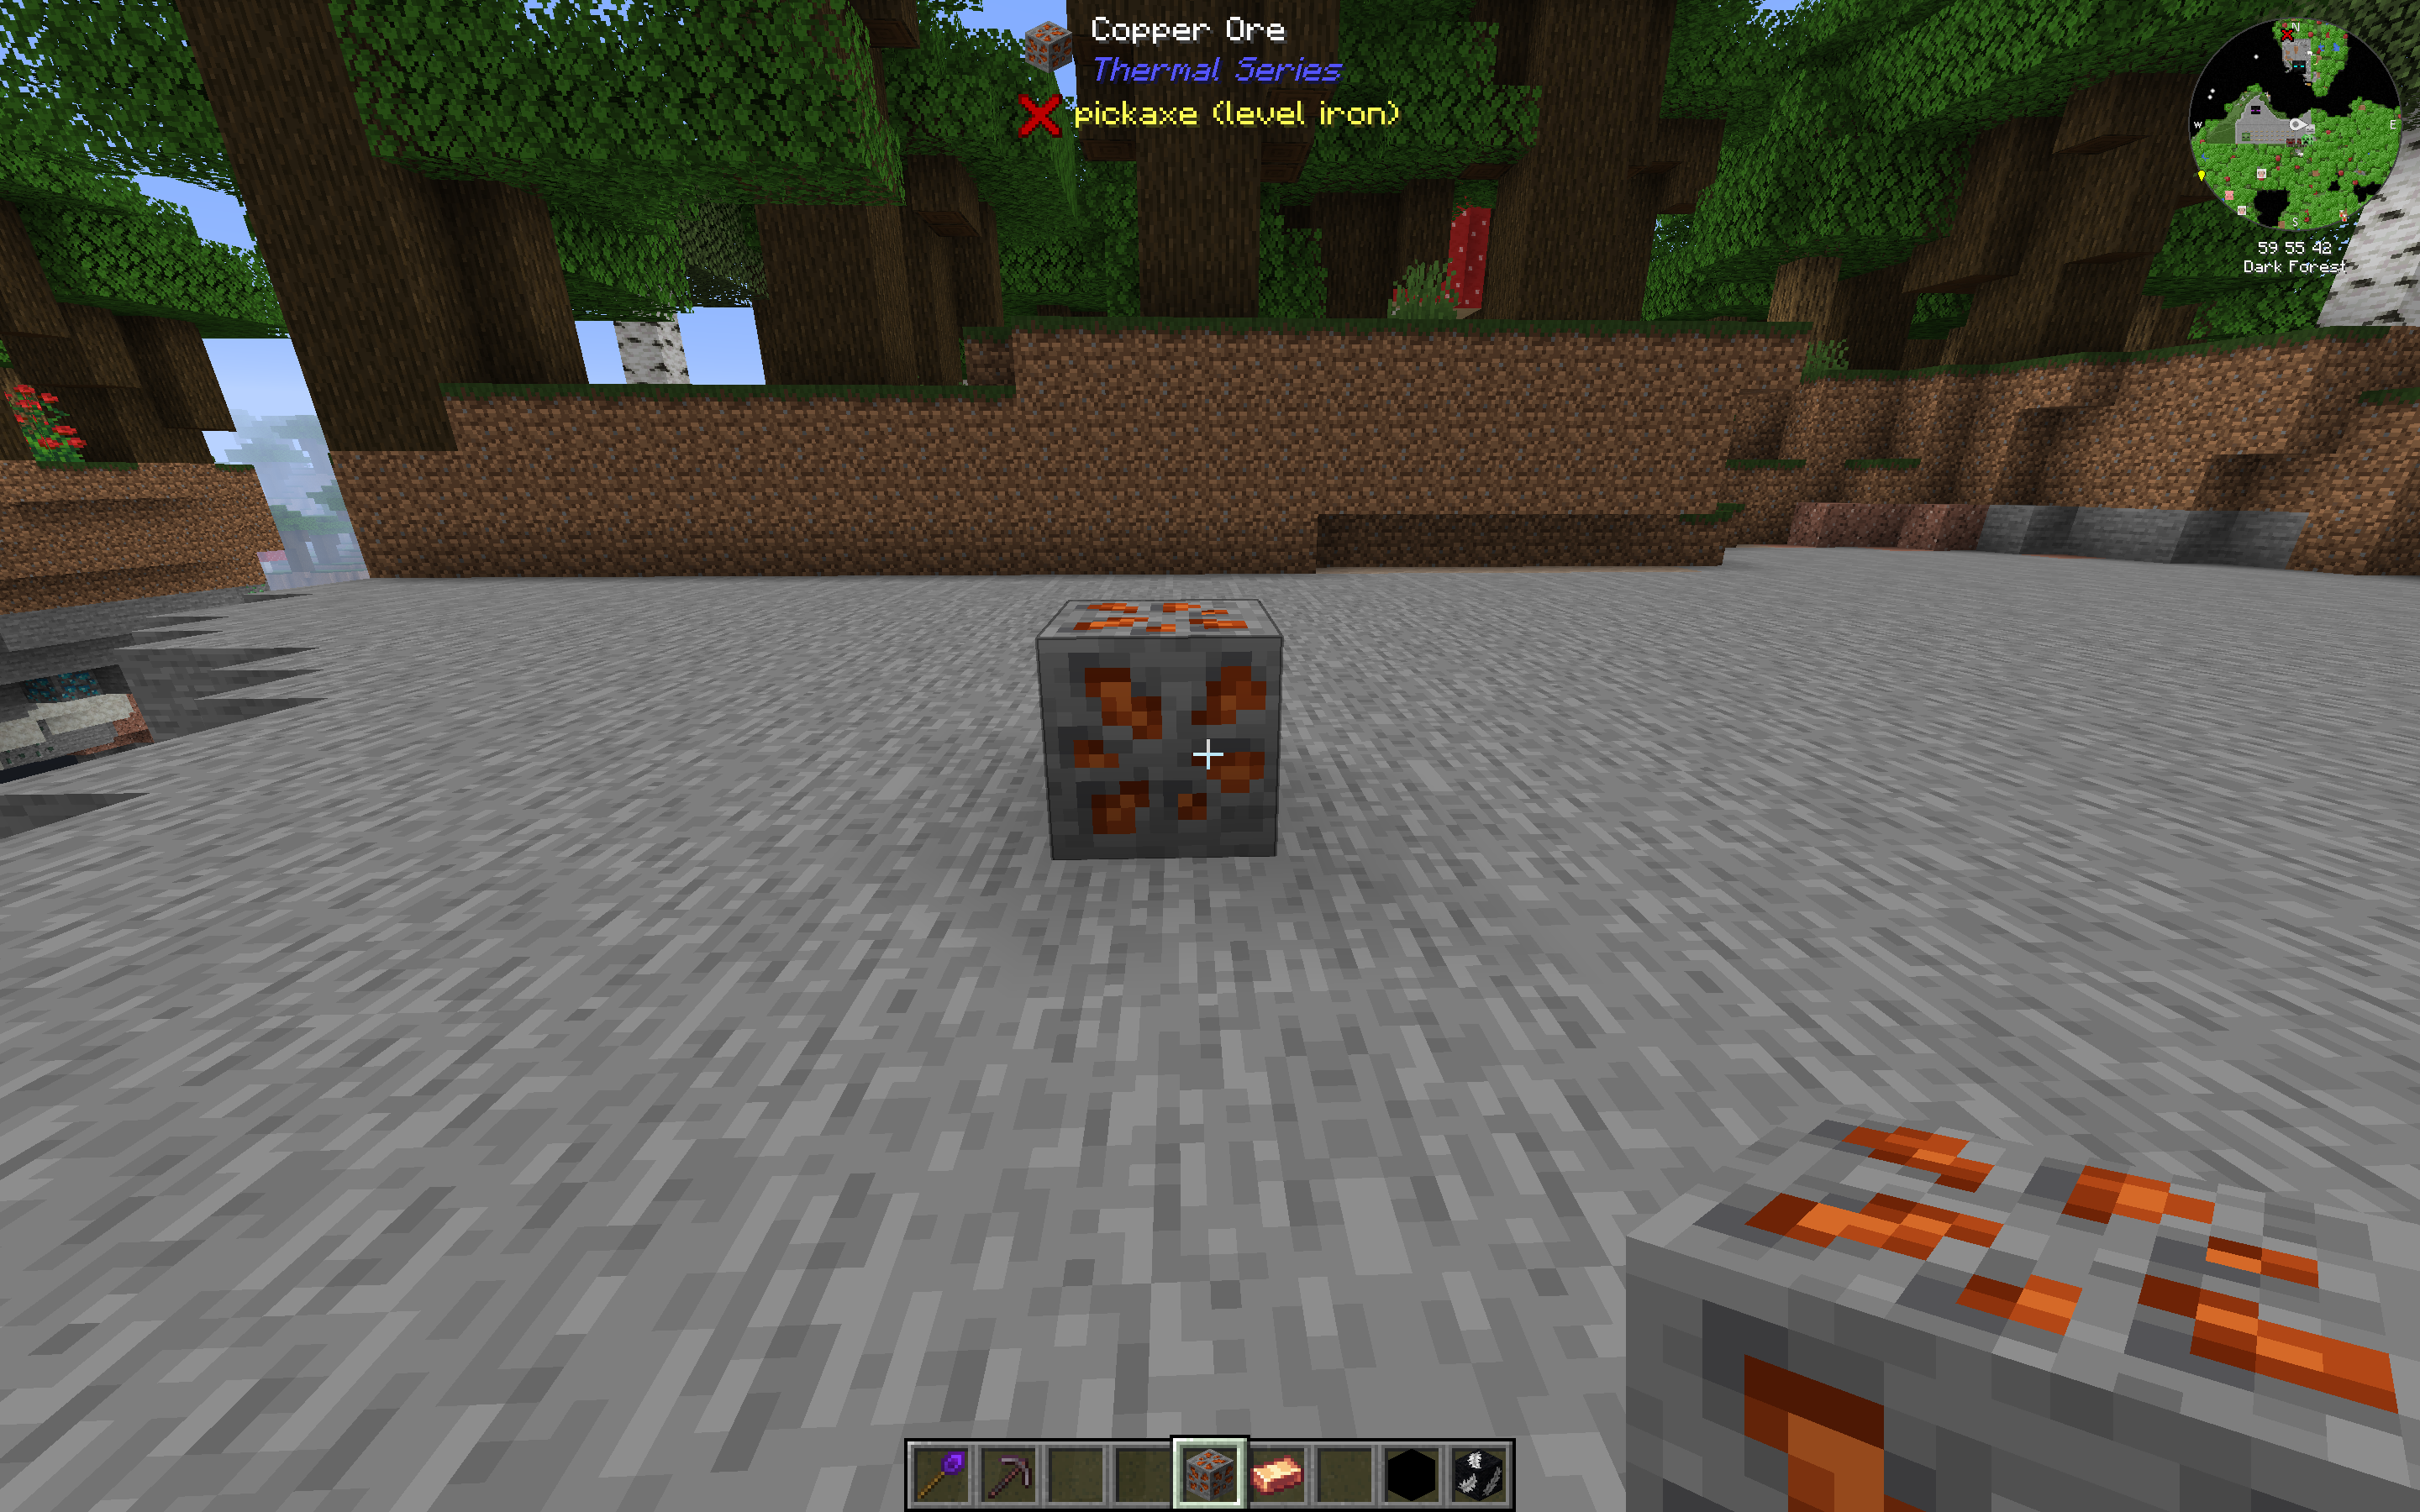 Copper Ore
Thermal Series
pickaxe (level iron)
N
W
E
S
59 55 42
Dark Forest